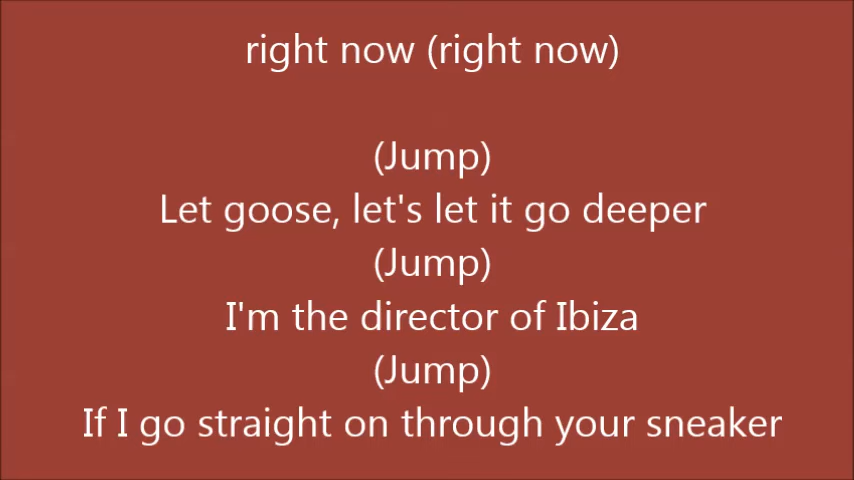 right now (right now)
(Jump)
Let goose, let's let it go deeper
(Jump)
I'm the director of Ibiza
(Jump)
If I go straight on through your sneaker